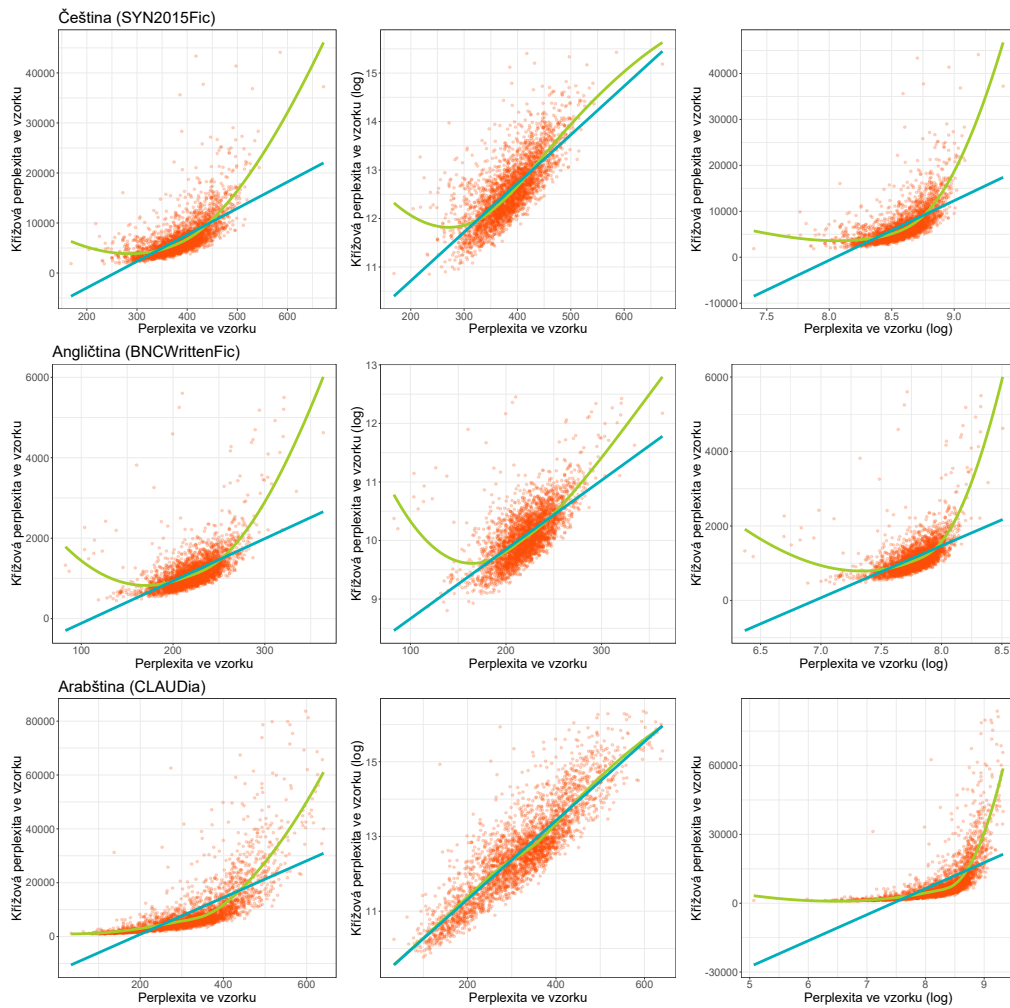 Čeština (SYN2015Fic)
Křížová perplexita ve vzorku
40000
30000
20000
10000
0
200 300 400 500 600
Perplexita ve vzorku
Křížová perplexita ve vzorku (log)
15
14
13
12
11
200 300 400 500 600
Perplexita ve vzorku
Křížová perplexita ve vzorku
40000
30000
20000
10000
0
-10000
7.5 8.0 8.5 9.0
Perplexita ve vzorku (log)
Angličtina (BNCWrittenFic)
Křížová perplexita ve vzorku
6000
4000
2000
0
100 200 300
Perplexita ve vzorku
Křížová perplexita ve vzorku (log)
13
12
11
10
9
100 200 300
Perplexita ve vzorku
Křížová perplexita ve vzorku
6000
4000
2000
0
6.5 7.0 7.5 8.0 8.5
Perplexita ve vzorku (log)
Arabština (CLAUDia)
Křížová perplexita ve vzorku
80000
60000
40000
20000
0
200 400 600
Perplexita ve vzorku
Křížová perplexita ve vzorku (log)
15
13
11
200 400 600
Perplexita ve vzorku
Křížová perplexita ve vzorku
60000
30000
0
-30000
5 6 7 8 9
Perplexita ve vzorku (log)